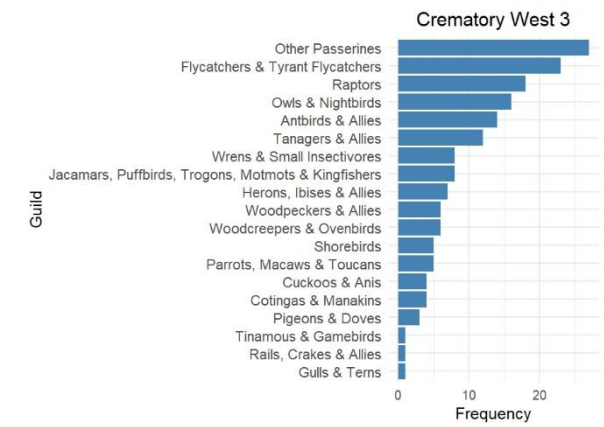 Crematory West 3
Other Passerines
Flycatchers & Tyrant Flycatchers
Raptors
Owls & Nightbirds
Antbirds & Allies
Tanagers & Allies
Wrens & Small Insectivores
Jacamars, Puffbirds, Trogons, Motmots & Kingfishers
Herons, Ibises & Allies
Woodpeckers & Allies
Woodcreepers & Ovenbirds
Shorebirds
Parrots, Macaws & Toucans
Cuckoos & Anis
Cotingas & Manakins
Pigeons & Doves
Tinamous & Gamebirds
Rails, Crakes & Allies
Gulls & Terns
Guild
0 10 20
Frequency